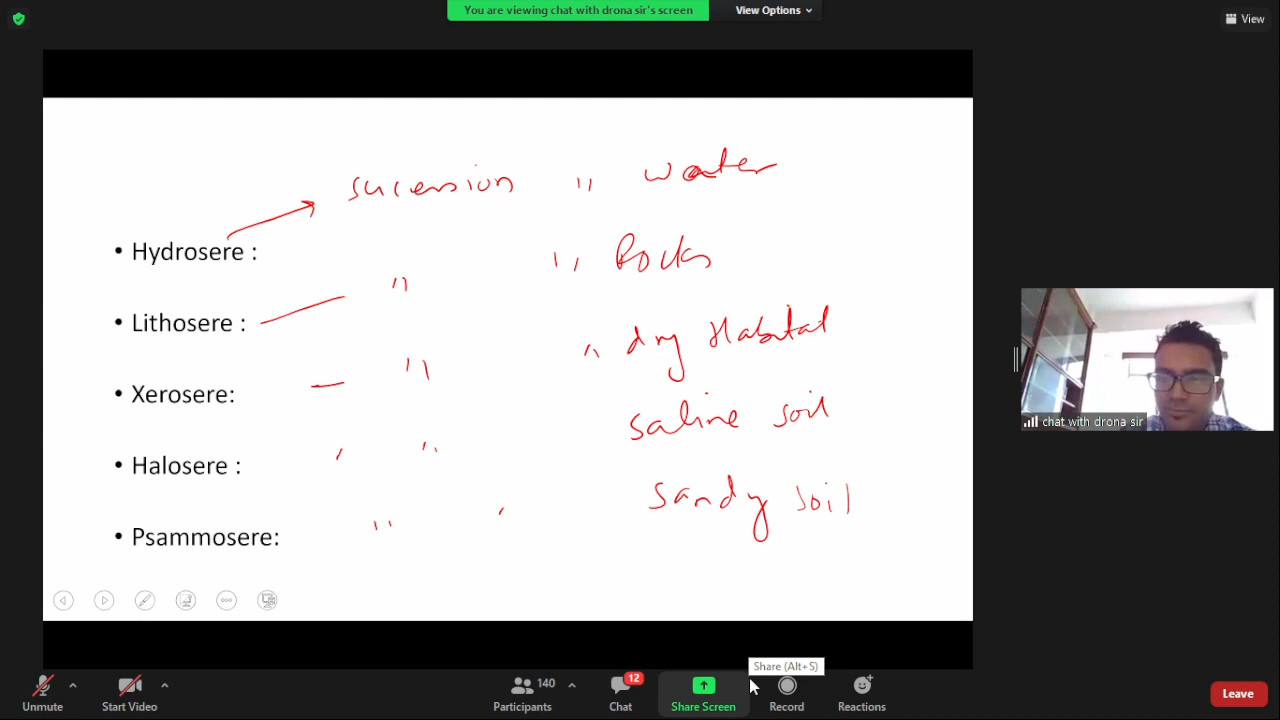 You are viewing chat with drona sir's screen View Options
View
sucession " water
• Hydrosere :
" " Rocks
• Lithosere :
" " dry Habitat
• Xerosere:
" saline soil
• Halosere :
" sandy soil
• Psammosere:
chat with drona sir
Share (Alt+S)
140 12
Unmute Start Video Participants Chat Share Screen Record Reactions Leave